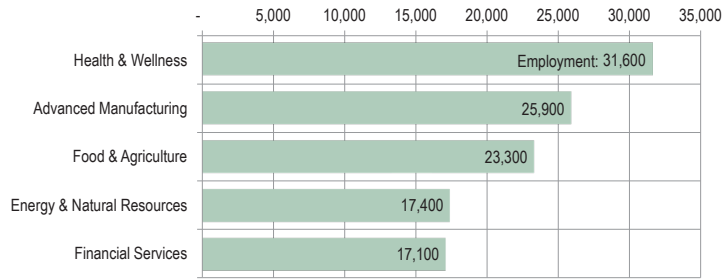 - 5,000 10,000 15,000 20,000 25,000 30,000 35,000
Health & Wellness Employment: 31,600
Advanced Manufacturing 25,900
Food & Agriculture 23,300
Energy & Natural Resources 17,400
Financial Services 17,100